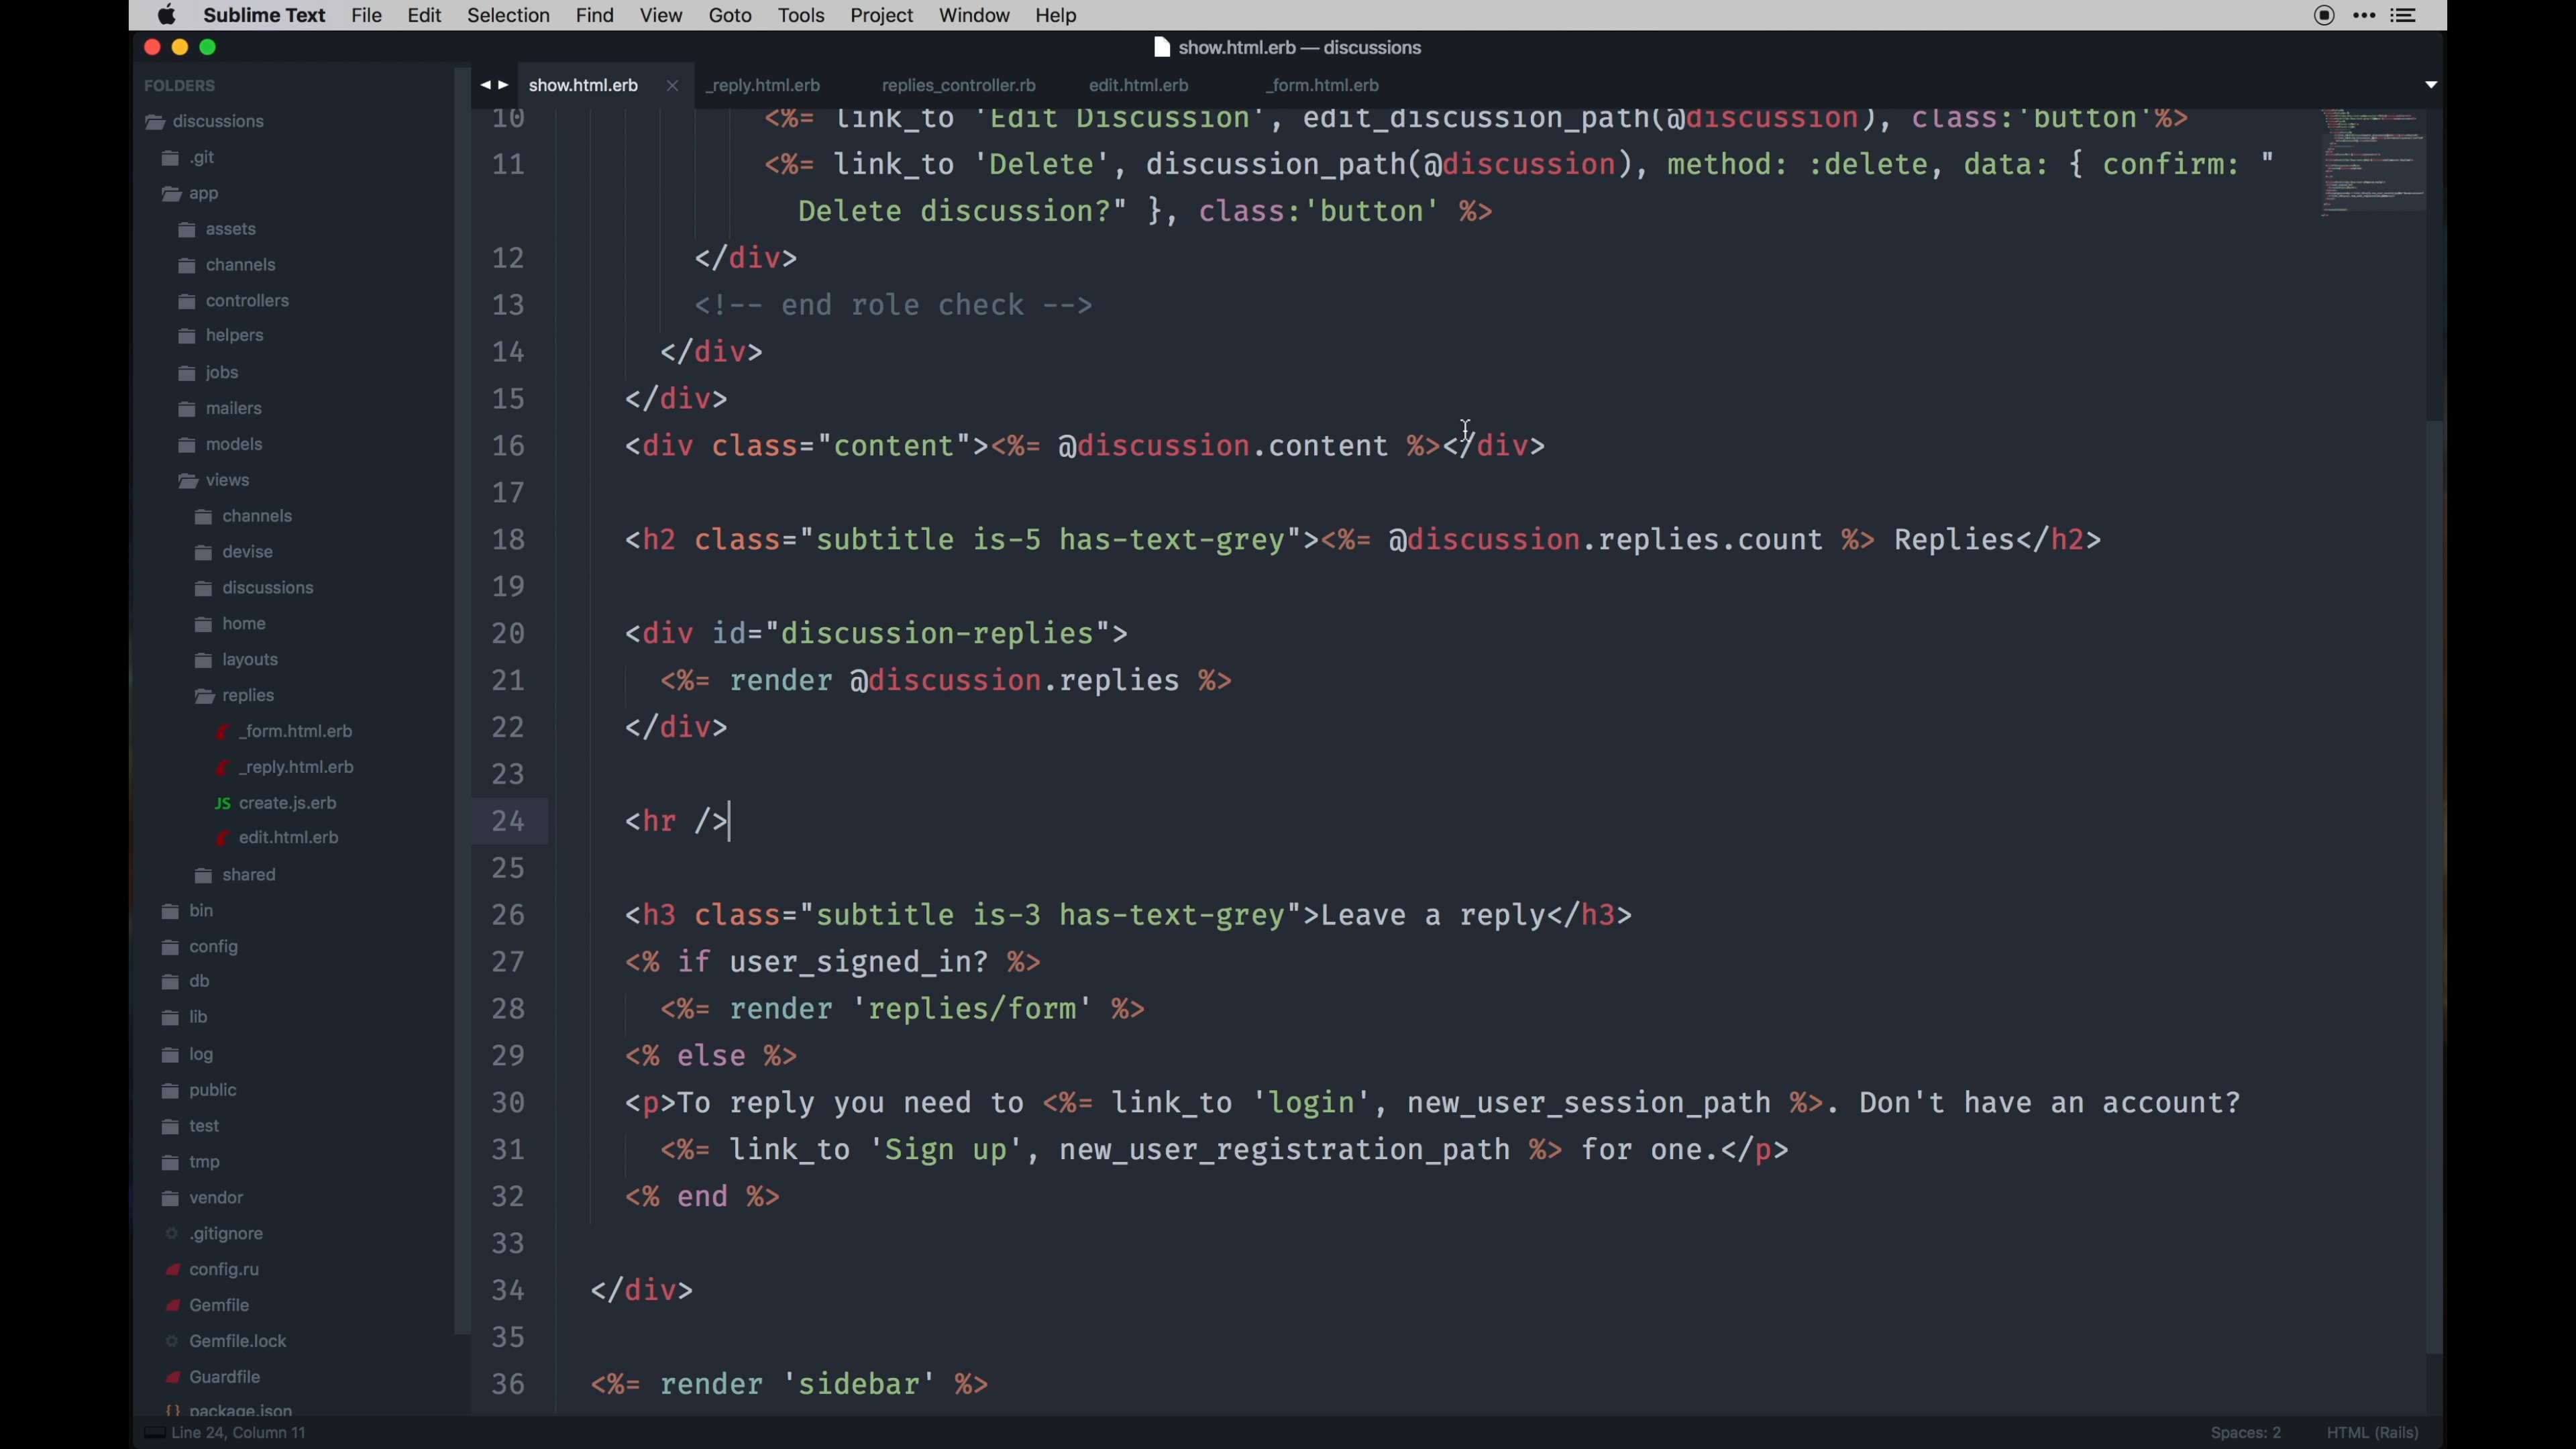 Sublime Text File Edit Selection Find View Goto Tools Project Window Help
show.html.erb — discussions
FOLDERS
discussions
.git
app
assets
channels
controllers
helpers
jobs
mailers
models
views
channels
devise
discussions
home
layouts
replies
_form.html.erb
_reply.html.erb
JS create.js.erb
edit.html.erb
shared
bin
config
db
lib
log
public
test
tmp
vendor
.gitignore
config.ru
Gemfile
Gemfile.lock
Guardfile
package.json
show.html.erb _reply.html.erb replies_controller.rb edit.html.erb _form.html.erb
10 <%= link_to 'Edit Discussion', edit_discussion_path(@discussion), class:'button'%>
11 <%= link_to 'Delete', discussion_path(@discussion), method: :delete, data: { confirm: "
Delete discussion?" }, class:'button' %>
12 </div>
13 <!-- end role check -->
14 </div>
15 </div>
16 <div class="content"><%= @discussion.content %></div>
17
18 <h2 class="subtitle is-5 has-text-grey"><%= @discussion.replies.count %> Replies</h2>
19
20 <div id="discussion-replies">
21 <%= render @discussion.replies %>
22 </div>
23
24 <hr />
25
26 <h3 class="subtitle is-3 has-text-grey">Leave a reply</h3>
27 <% if user_signed_in? %>
28 <%= render 'replies/form' %>
29 <% else %>
30 <p>To reply you need to <%= link_to 'login', new_user_session_path %>. Don't have an account?
31 <%= link_to 'Sign up', new_user_registration_path %> for one.</p>
32 <% end %>
33
34 </div>
35
36 <%= render 'sidebar' %>
Line 24, Column 11
Spaces: 2 HTML (Rails)